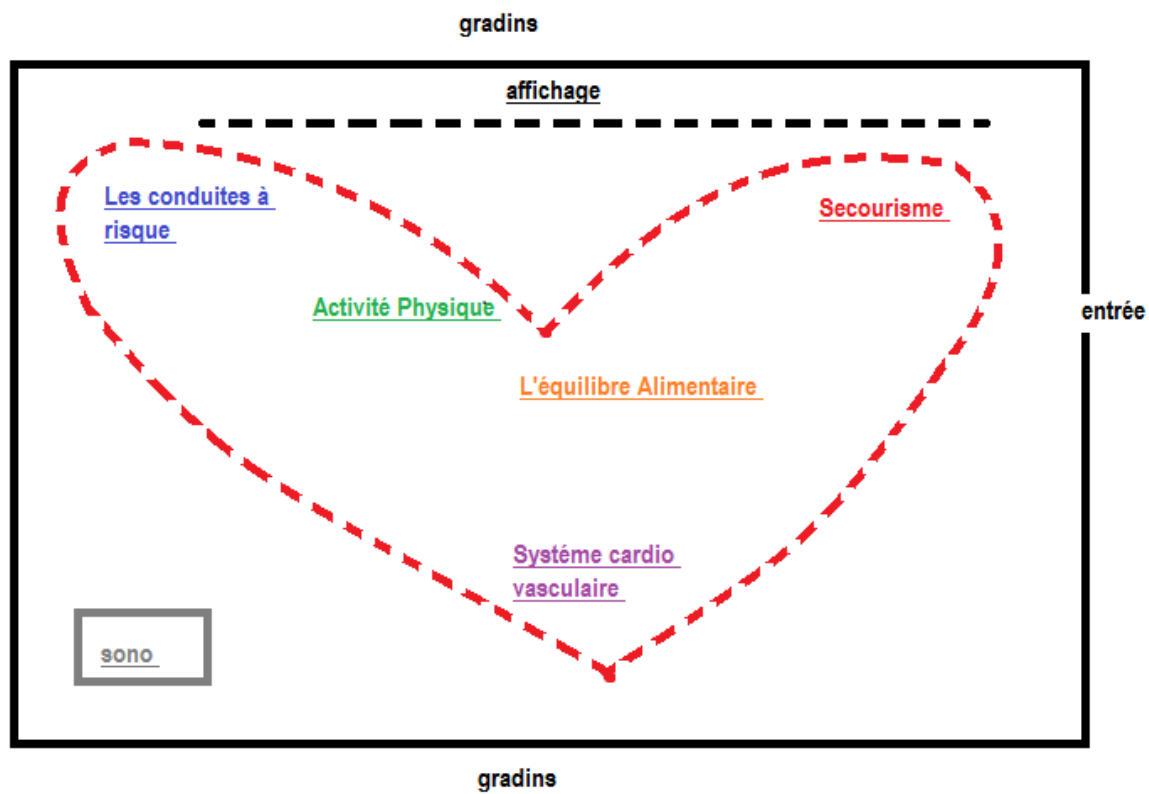 gradins
affichage
Les conduites à
risque
Secourisme
Activité Physique
entrée
L'équilibre Alimentaire
Systéme cardio
vasculaire
sono
gradins